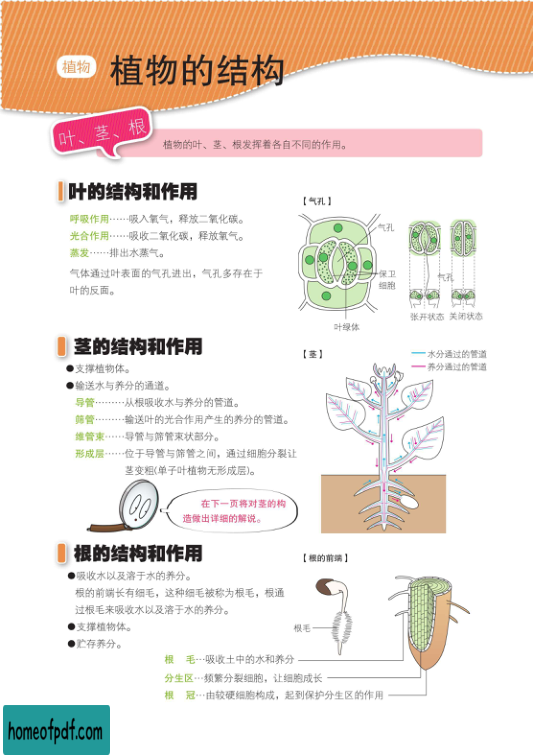 植物
植物的结构
叶、茎、根
植物的叶、茎、根发挥着各自不同的作用。
叶的结构和作用
呼吸作用……吸入氧气，释放二氧化碳。
光合作用……吸收二氧化碳，释放氧气。
蒸发……排出水蒸气。
气体通过叶表面的气孔进出，气孔多存在于
叶的反面。
【气孔】
气孔
保卫
细胞
叶绿体
气孔
张开状态 关闭状态
茎的结构和作用
●支撑植物体。
●输送水与养分的通道。
导管………从根吸收水与养分的管道。
筛管………输送叶的光合作用产生的养分的管道。
维管束……导管与筛管束状部分。
形成层……位于导管与筛管之间，通过细胞分裂让
茎变粗(单子叶植物无形成层)。
【茎】
水分通过的管道
养分通过的管道
在下一页将对茎的构
造做出详细的解说。
根的结构和作用
●吸收水以及溶于水的养分。
根的前端长有细毛，这种细毛被称为根毛，根通
过根毛来吸收水以及溶于水的养分。
●支撑植物体。
●贮存养分。
【根的前端】
根毛
根 毛…吸收土中的水和养分
分生区…频繁分裂细胞，让细胞成长
根 冠…由较硬细胞构成，起到保护分生区的作用
homeofpdf.com